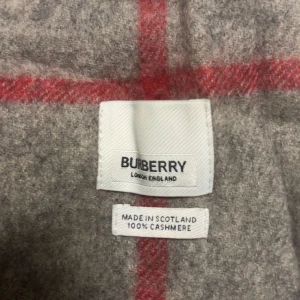 BURBERRY
LONDON ENGLAND
MADE IN SCOTLAND
100% CASHMERE